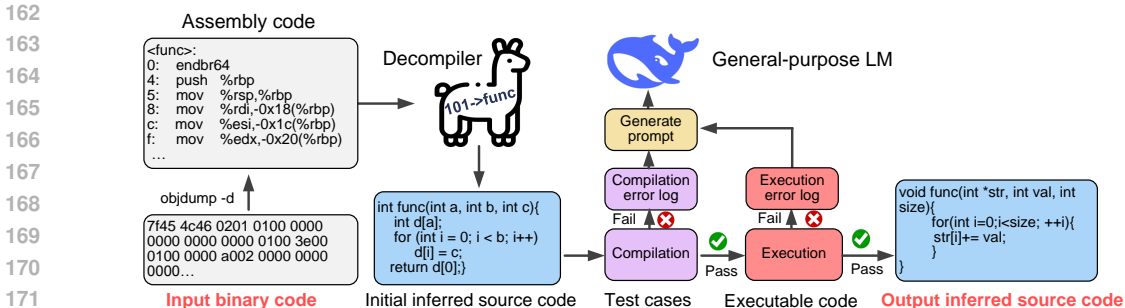 162
163
164
165
166
167
168
169
170
171
Assembly code
<func>:
0: endbr64
4: push %rbp
5: mov %rsp,%rbp
8: mov %rdi,-0x18(%rbp)
c: mov %esi,-0x1c(%rbp)
f: mov %edx,-0x20(%rbp)
…
objdump -d
7f45 4c46 0201 0100 0000
0000 0000 0000 0100 3e00
0100 0000 a002 0000 0000
0000…
Input binary code
Decompiler
101->func
int func(int a, int b, int c){
int d[a];
for (int i = 0; i < b; i++)
d[i] = c;
return d[0];}
Initial inferred source code
General-purpose LM
Generate
prompt
Compilation
error log
Fail
Compilation
Test cases
Pass
Execution
error log
Fail
Execution
Executable code
Pass
void func(int *str, int val, int
size){
for(int i=0;i<size; ++i){
str[i]+= val;
}
}
Output inferred source code